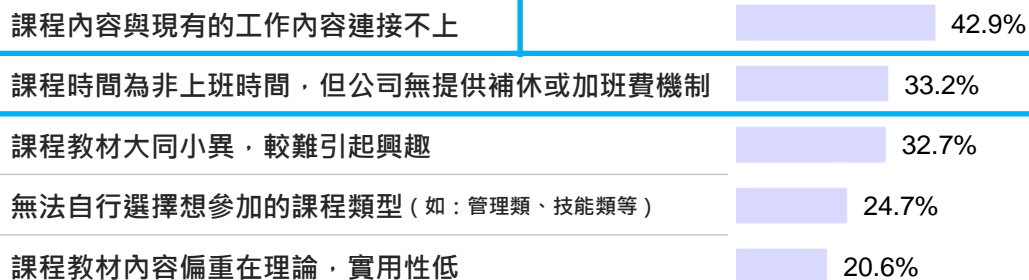 課程內容與現有的工作內容連接不上 42.9%
課程時間為非上班時間，但公司無提供補休或加班費機制 33.2%
課程教材大同小異，較難引起興趣 32.7%
無法自行選擇想參加的課程類型（如：管理類、技能類等） 24.7%
課程教材內容偏重在理論，實用性低 20.6%